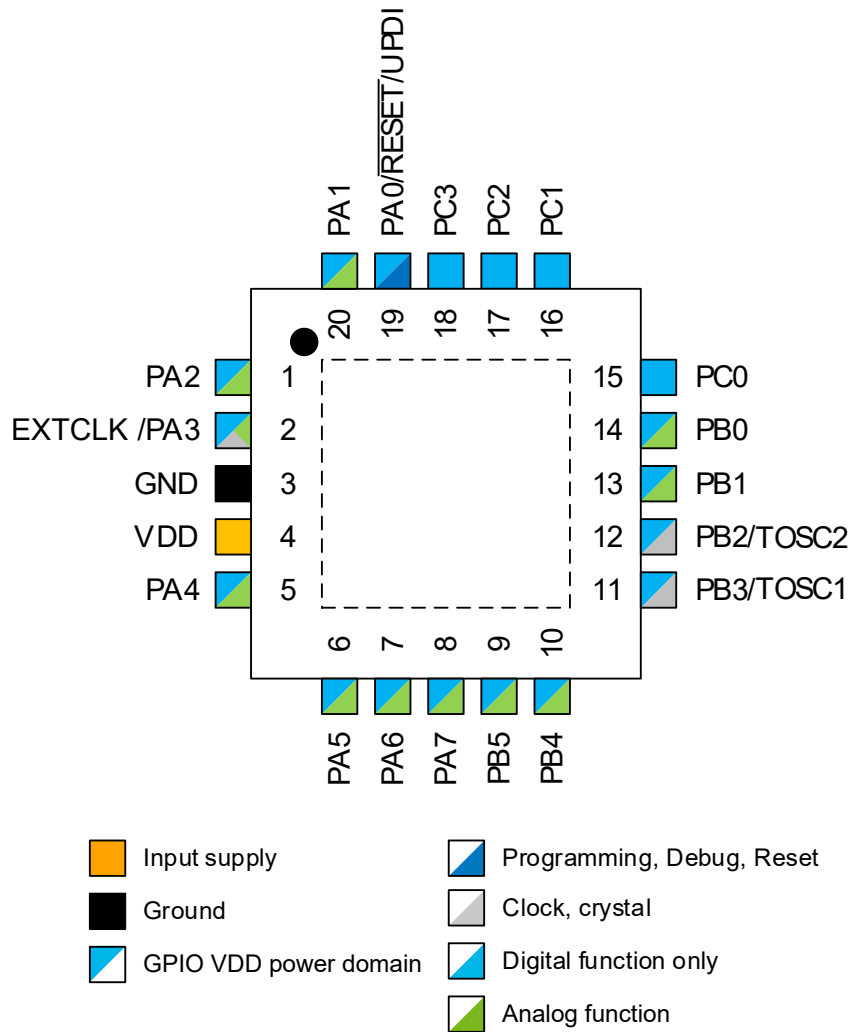 PA1
PA0/RESET/UPDI
PC3
PC2
PC1
20
19
18
17
16
PA2
1
EXTCLK /PA3
2
GND
3
VDD
4
PA4
5
15
PC0
14
PB0
13
PB1
12
PB2/TOSC2
11
PB3/TOSC1
6
7
8
9
10
PA5
PA6
PA7
PB5
PB4
Input supply
Ground
GPIO VDD power domain
Programming, Debug, Reset
Clock, crystal
Digital function only
Analog function